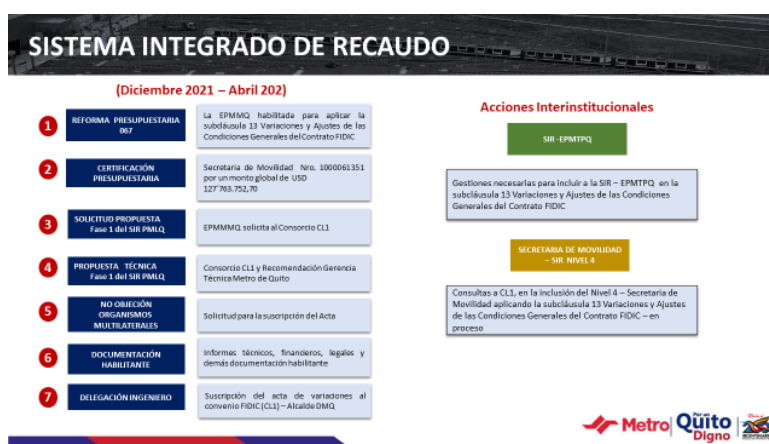 SISTEMA INTEGRADO DE RECAUDO
(Diciembre 2021 – Abril 202)
1
REFORMA PRESUPUESTARIA
067
La EPMMQ habilitada para aplicar la
subcláusula 13 Variaciones y Ajustes de las
Condiciones Generales del Contrato FIDIC
2
CERTIFICACIÓN
PRESUPUESTARIA
Secretaria de Movilidad Nro. 1000061351
por un monto global de USD
127´763.752,70
3
SOLICITUD PROPUESTA
Fase 1 del SIR PMLQ
EPMMMQ solicita al Consorcio CL1
4
PROPUESTA TÉCNICA
Fase 1 del SIR PMLQ
Consorcio CL1 y Recomendación Gerencia
Técnica Metro de Quito
5
NO OBJECIÓN
ORGANISMOS
MULTILATERALES
Solicitud para la suscripción del Acta
6
DOCUMENTACIÓN
HABILITANTE
Informes técnicos, financieros, legales y
demás documentación habilitante
7
DELEGACIÓN INGENIERO
Suscripción del acta de variaciones al
convenio FIDIC (CL1) – Alcalde DMQ
Acciones Interinstitucionales
SIR -EPMTPQ
Gestiones necesarias para incluir a la SIR – EPMTPQ en la
subcláusula 13 Variaciones y Ajustes de las Condiciones
Generales del Contrato FIDIC
SECRETARIA DE MOVILIDAD
– SIR NIVEL 4
Consultas a CL1, en la inclusión del Nivel 4 – Secretaria de
Movilidad aplicando la subcláusula 13 Variaciones y Ajustes
de las Condiciones Generales del Contrato FIDIC – en
proceso
Metro
Por un
Quito
Digno